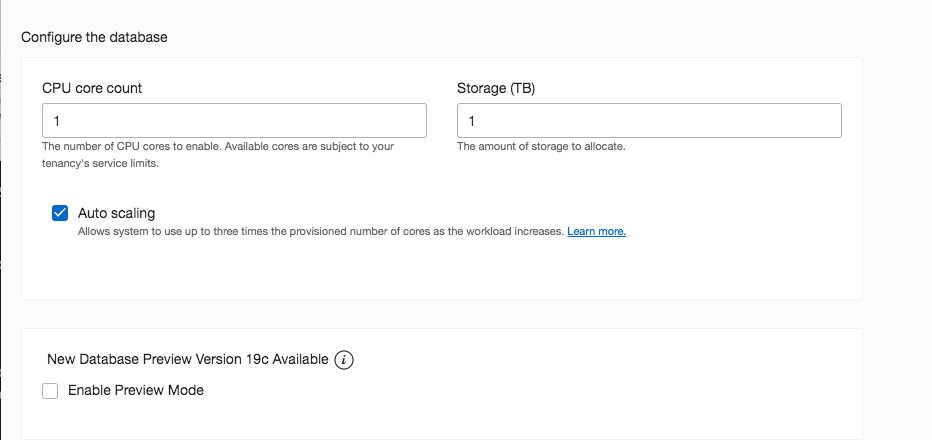 Configure the database
CPU core count
1
The number of CPU cores to enable. Available cores are subject to your
tenancy's service limits.
Storage (TB)
1
The amount of storage to allocate.
Auto scaling
Allows system to use up to three times the provisioned number of cores as the workload increases. Learn more.
New Database Preview Version 19c Available i
Enable Preview Mode